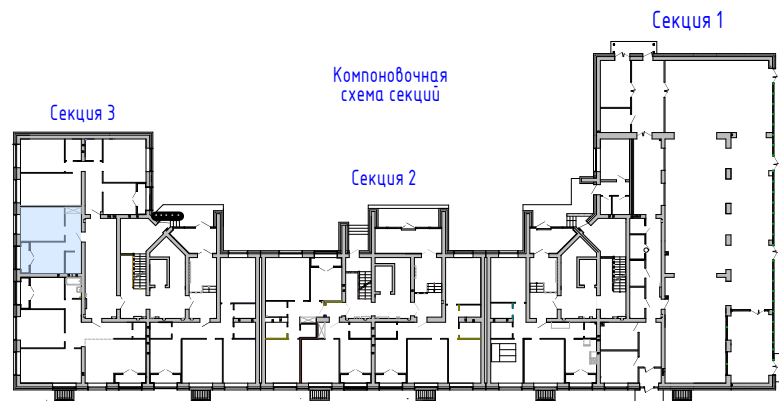 Секция 1
Компоновочная
схема секций
Секция 3
Секция 2